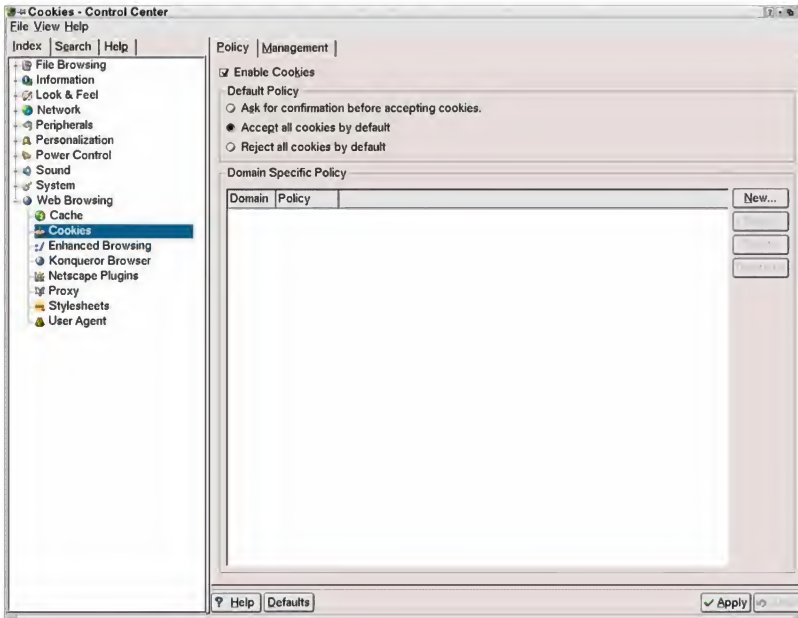 Cookies - Control Center
File View Help
Index Search Help
File Browsing
Information
Look & Feel
Network
Peripherals
Personalization
Power Control
Sound
System
Web Browsing
Cache
Cookies
Enhanced Browsing
Konqueror Browser
Netscape Plugins
Proxy
Stylesheets
User Agent
Policy Management
Enable Cookies
Default Policy
Ask for confirmation before accepting cookies.
Accept all cookies by default
Reject all cookies by default
Domain Specific Policy
Domain Policy
New...
? Help Defaults
Apply